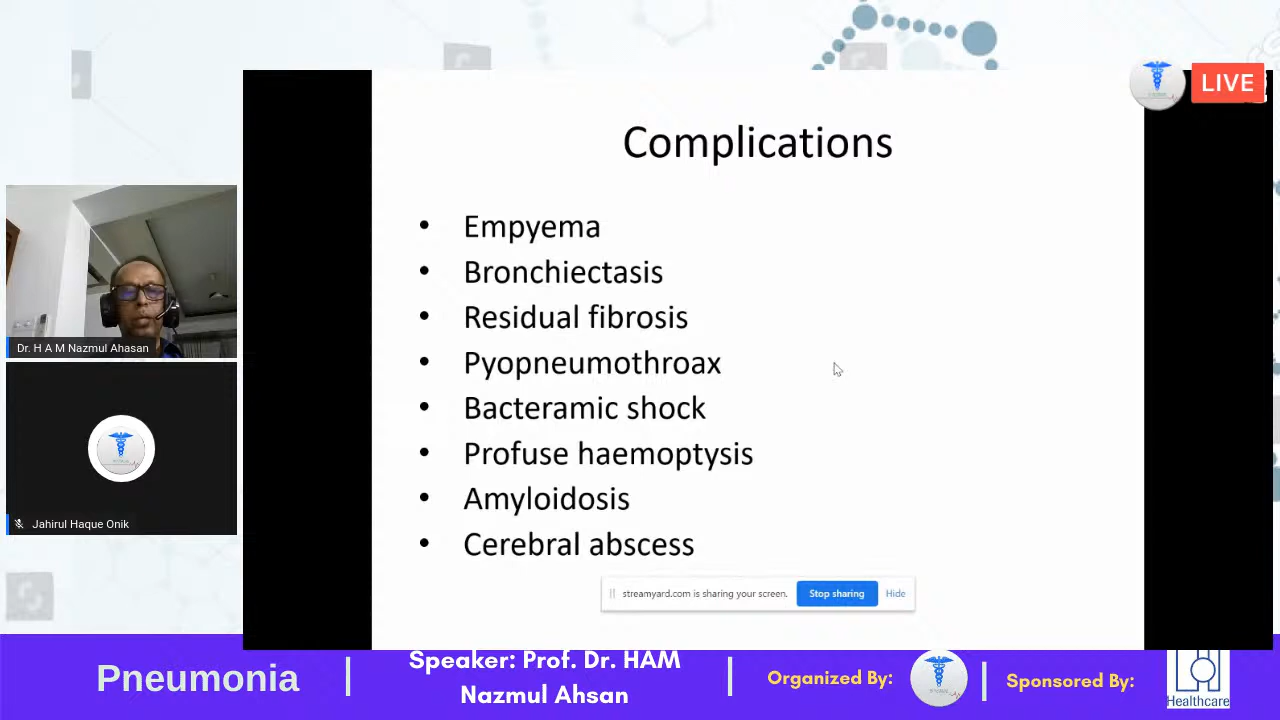 LIVE
Complications
• Empyema
• Bronchiectasis
• Residual fibrosis
• Pyopneumothroax
• Bacteramic shock
• Profuse haemoptysis
• Amyloidosis
• Cerebral abscess
streamyard.com is sharing your screen. Stop sharing Hide
Dr. H A M Nazmul Ahasan
Jahirul Haque Onik
Pneumonia
Speaker: Prof. Dr. HAM
Nazmul Ahsan
Organized By:
Sponsored By:
Healthcare